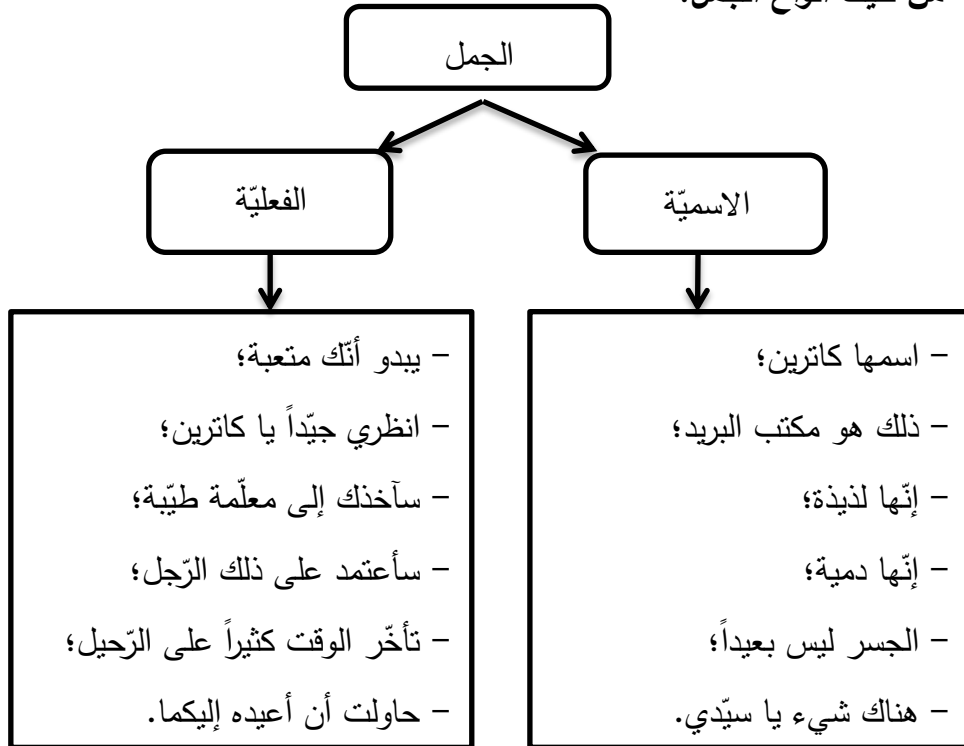 الجمل
الاسميّة
الفعليّة
- اسمها كاترين؛
- ذلك هو مكتب البريد؛
- إنّها لذيذة؛
- إنّها دمية؛
- الجسر ليس بعيداً؛
- هناك شيء يا سيّدي.
- يبدو أنّك متعبة؛
- انظري جيّداً يا كاترين؛
- سآخذك إلى معلّمة طيّبة؛
- سأعتمد على ذلك الرّجل؛
- تأخّر الوقت كثيراً على الرّحيل؛
- حاولت أن أعيده إليكما.